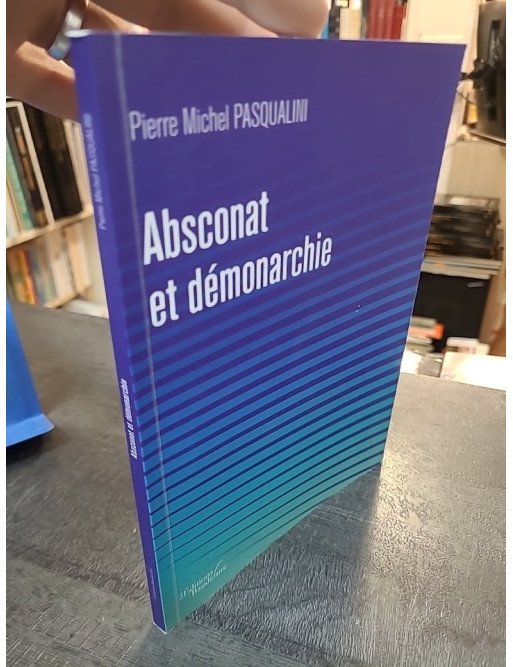 Pierre Michel PASQUALINI
Absconat
et démonarchie
Pierre Michel PASQUALINI
Absconat et démonarchie